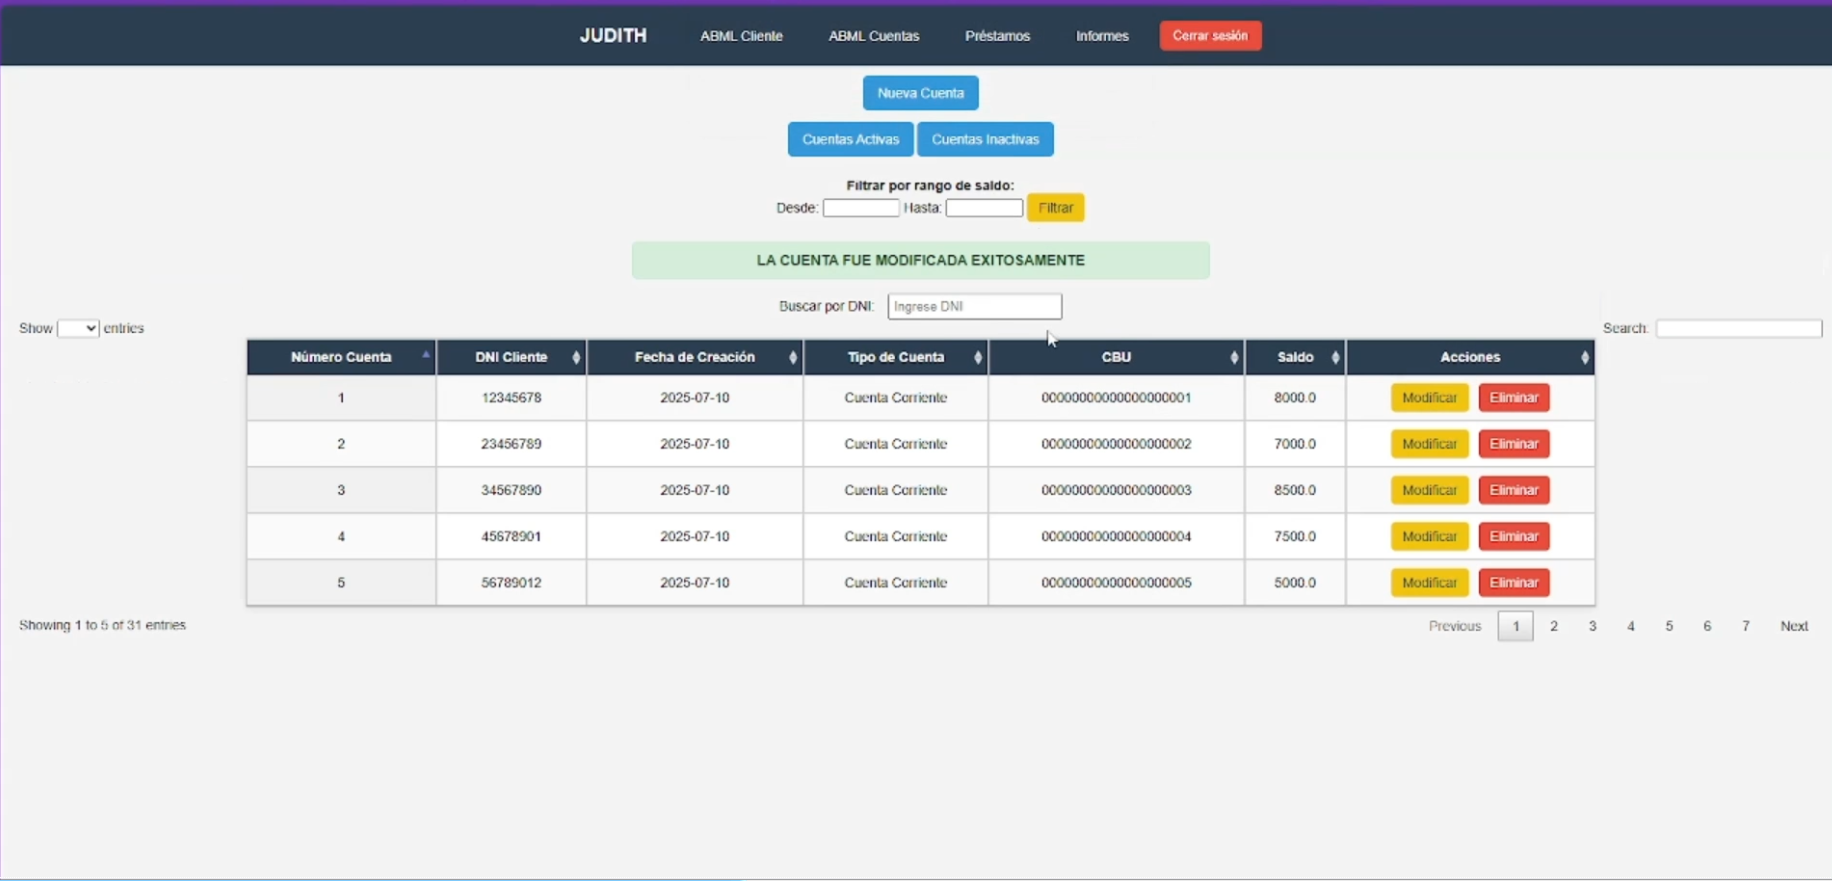 JUDITH ABML Cliente ABML Cuentas Préstamos Informes Cerrar sesión
Nueva Cuenta
Cuentas Activas Cuentas Inactivas
Filtrar por rango de saldo:
Desde: Hasta: Filtrar
LA CUENTA FUE MODIFICADA EXITOSAMENTE
Buscar por DNI: Ingrese DNI
Show entries Search:
Número Cuenta DNI Cliente Fecha de Creación Tipo de Cuenta CBU Saldo Acciones
1 12345678 2025-07-10 Cuenta Corriente 00000000000000000001 8000.0 Modificar Eliminar
2 23456789 2025-07-10 Cuenta Corriente 00000000000000000002 7000.0 Modificar Eliminar
3 34567890 2025-07-10 Cuenta Corriente 00000000000000000003 8500.0 Modificar Eliminar
4 45678901 2025-07-10 Cuenta Corriente 00000000000000000004 7500.0 Modificar Eliminar
5 56789012 2025-07-10 Cuenta Corriente 00000000000000000005 5000.0 Modificar Eliminar
Showing 1 to 5 of 31 entries Previous 1 2 3 4 5 6 7 Next